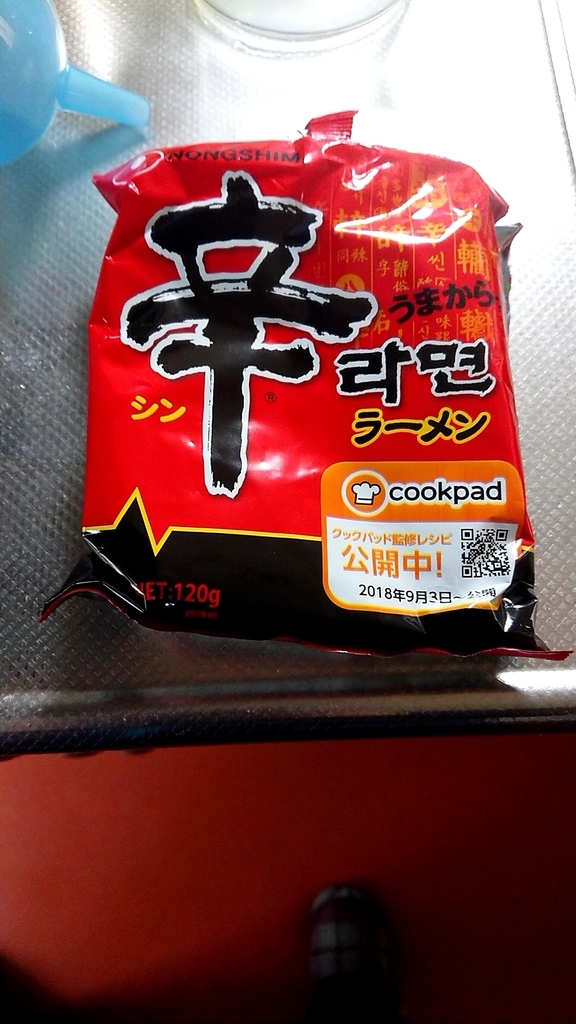 NONGSHIM
辛
シン
うまから
라면
ラーメン
cookpad
クックパッド監修レシピ
公開中!
2018年9月3日~
NET:120g